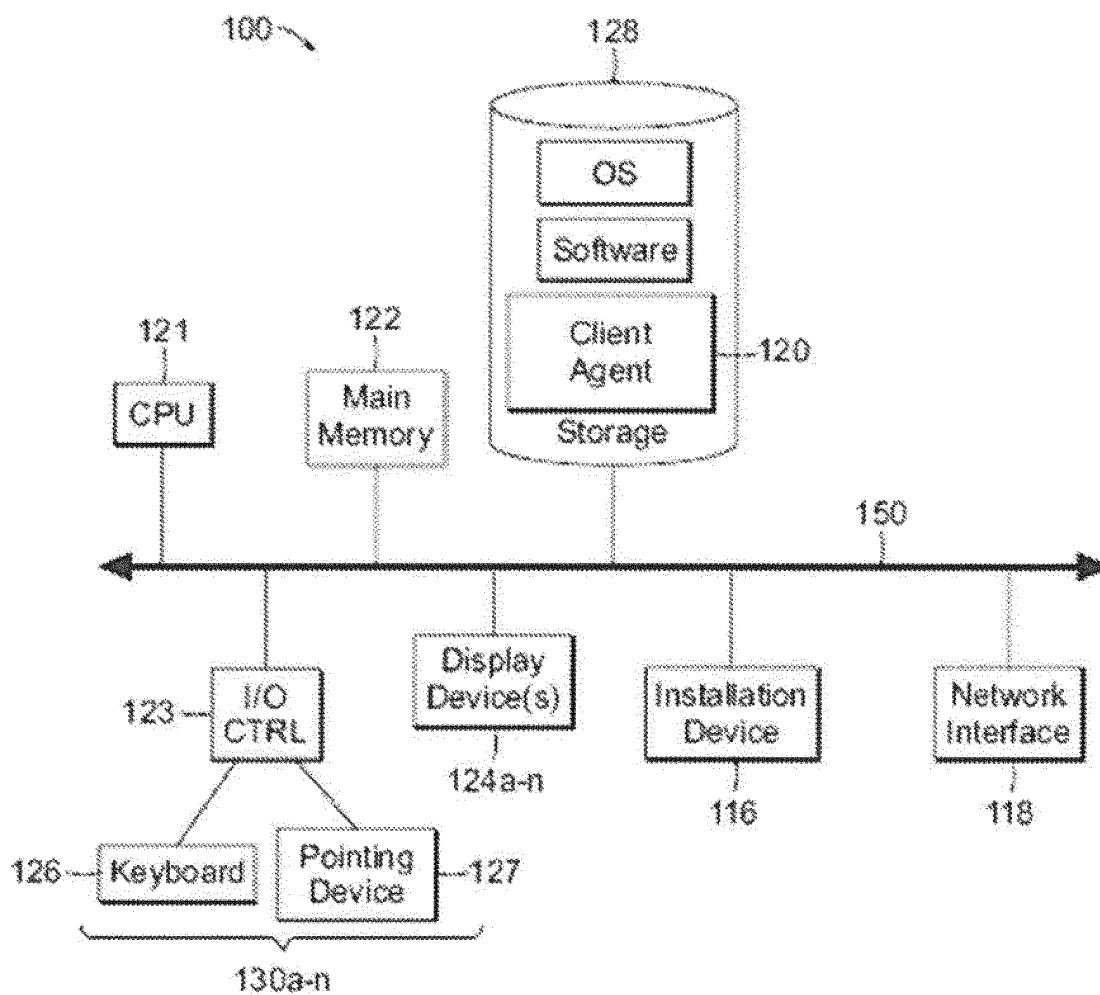 100
128
OS
Software
Client
Agent
120
Storage
121
CPU
122
Main
Memory
150
I/O
CTRL
123
Display
Device(s)
124a-n
Installation
Device
116
Network
Interface
118
126
Keyboard
Pointing
Device
127
130a-n